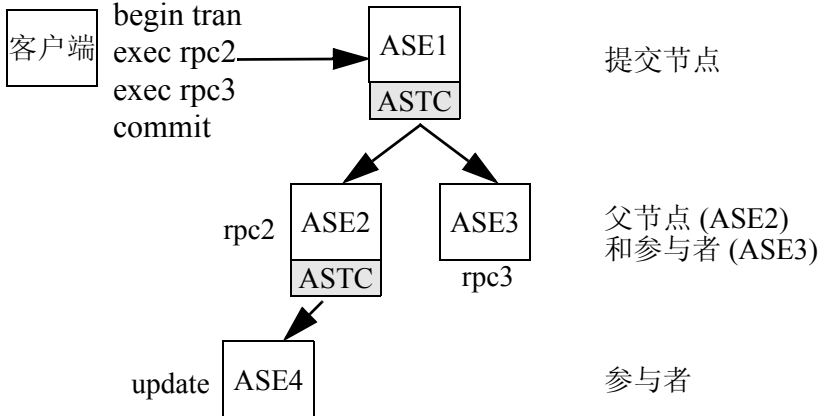 begin tran
客户端
exec rpc2
ASE1
提交节点
exec rpc3
ASTC
commit
rpc2
ASE2
ASE3
父节点 (ASE2)
和参与者 (ASE3)
ASTC
rpc3
update
ASE4
参与者